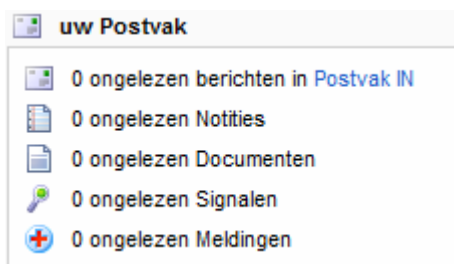 uw Postvak
0 ongelezen berichten in Postvak IN
0 ongelezen Notities
0 ongelezen Documenten
0 ongelezen Signalen
0 ongelezen Meldingen